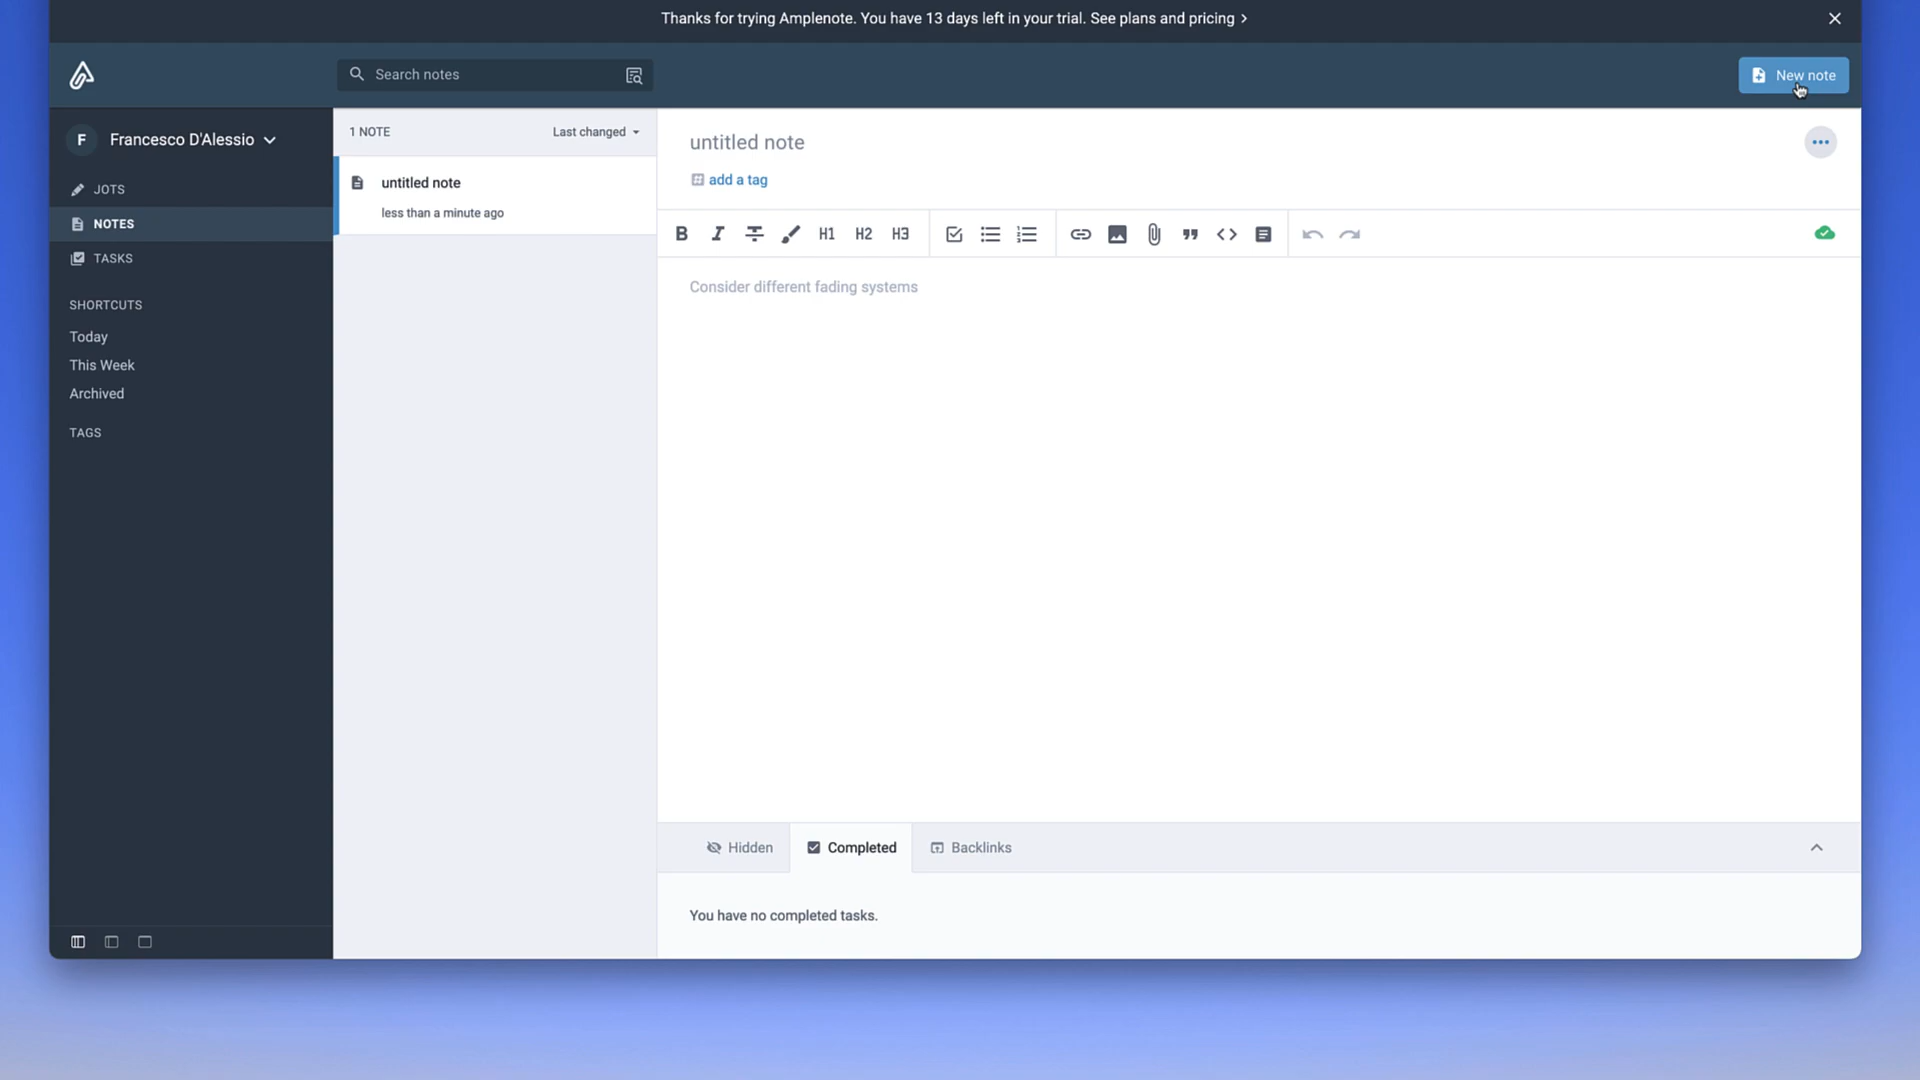 Thanks for trying Amplenote. You have 13 days left in your trial. See plans and pricing >
Search notes
New note
F Francesco D'Alessio
JOTS
NOTES
TASKS
SHORTCUTS
Today
This Week
Archived
TAGS
1 NOTE Last changed
untitled note
less than a minute ago
untitled note
add a tag
B I S H1 H2 H3
Consider different fading systems
Hidden Completed Backlinks
You have no completed tasks.